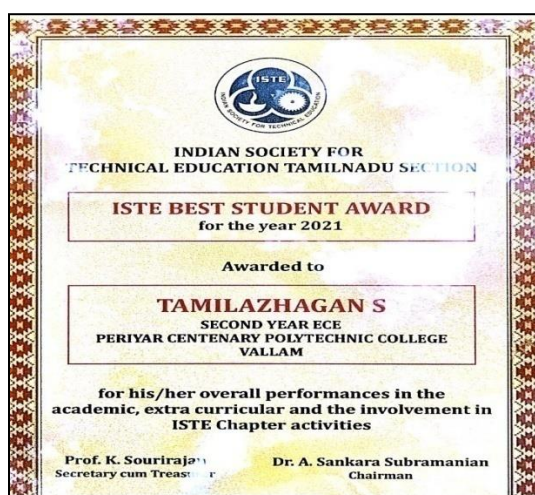 ISTE
INDIAN SOCIETY FOR TECHNICAL EDUCATION
INDIAN SOCIETY FOR
TECHNICAL EDUCATION TAMILNADU SECTION
ISTE BEST STUDENT AWARD
for the year 2021
Awarded to
TAMILAZHAGAN S
SECOND YEAR ECE
PERIYAR CENTENARY POLYTECHNIC COLLEGE
VALLAM
for his/her overall performances in the
academic, extra curricular and the involvement in
ISTE Chapter activities
Prof. K. Sourirajan
Secretary cum Treasurer
Dr. A. Sankara Subramanian
Chairman